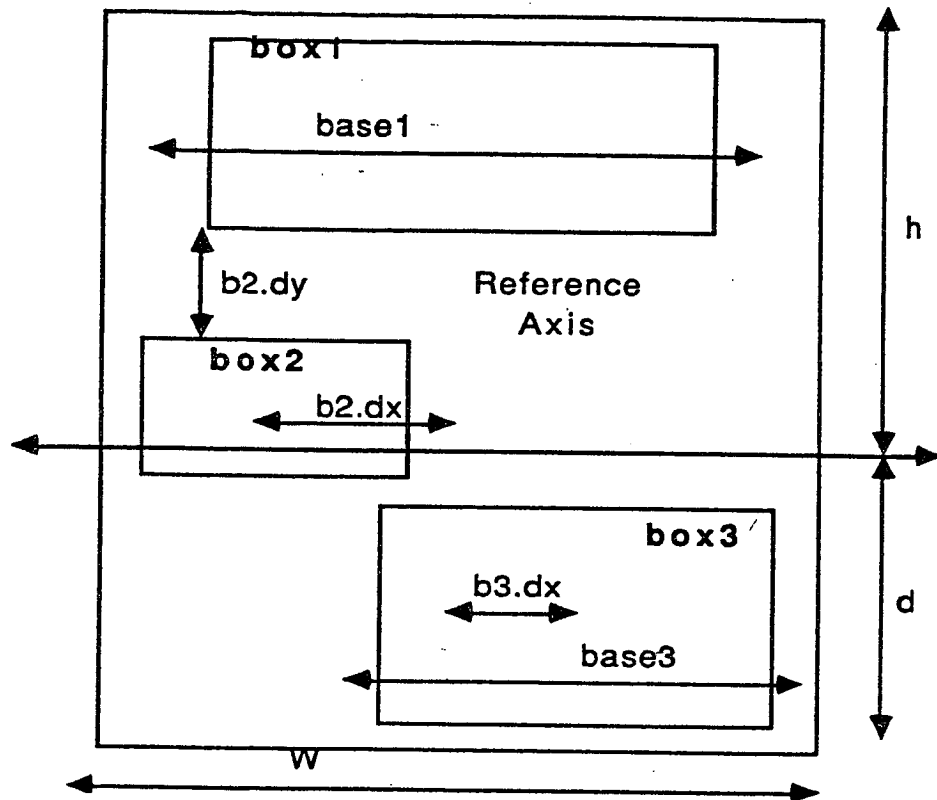 box1
base1
h
b2.dy
Reference
Axis
box2
b2.dx
box3
b3.dx
d
base3
W